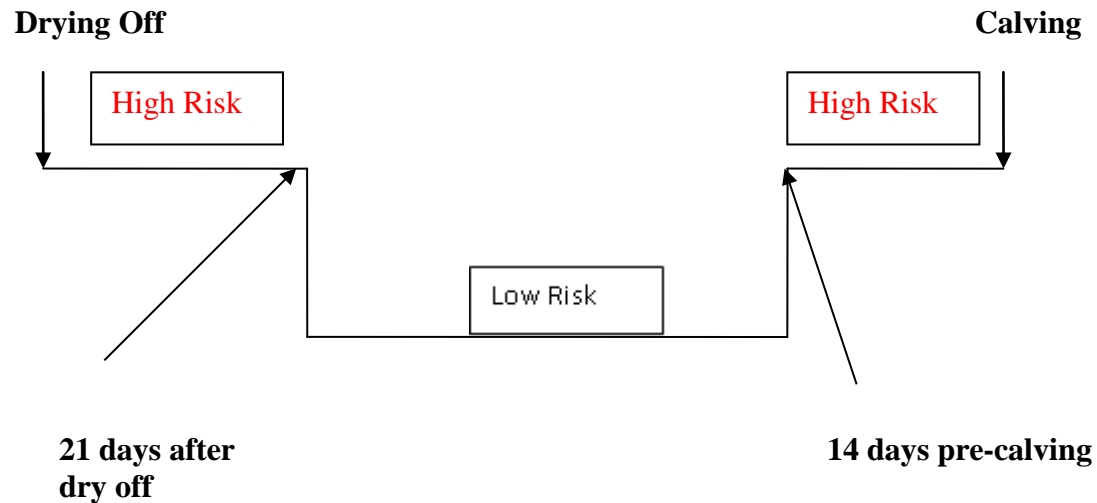 Drying Off
Calving
High Risk
High Risk
Low Risk
21 days after
dry off
14 days pre-calving